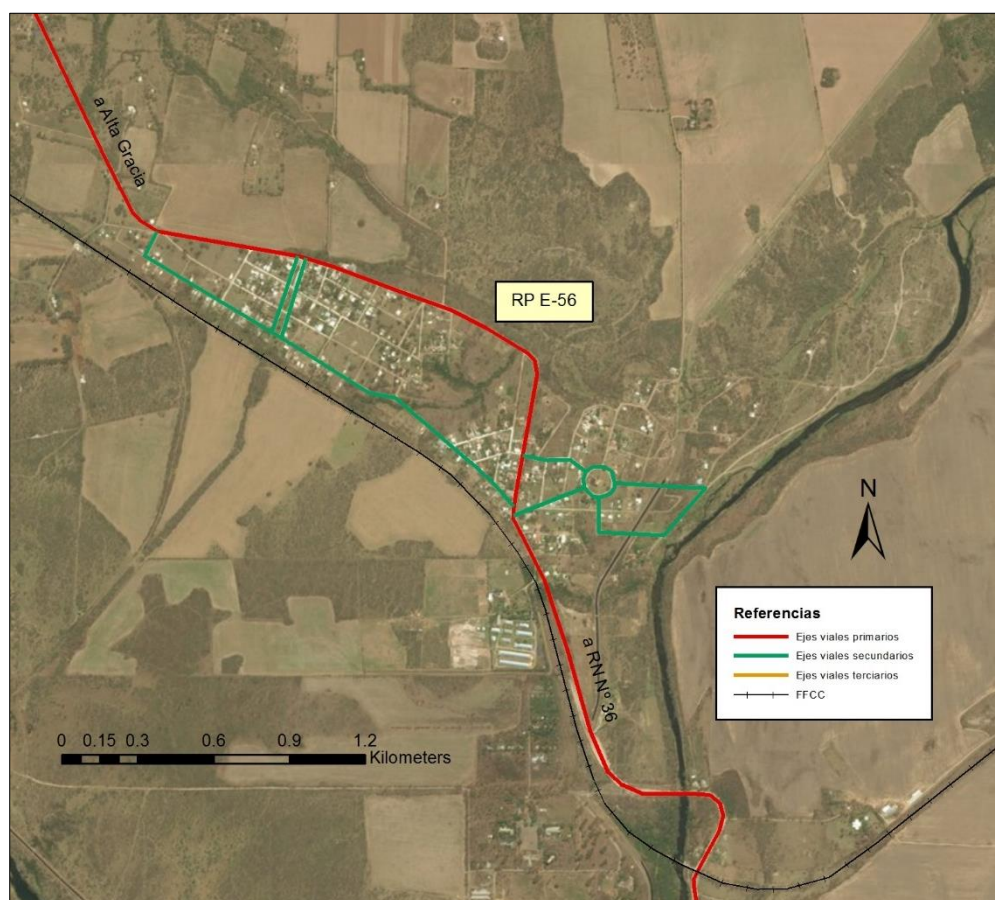 a Alta Gracia
RP E-56
N
Referencias
Ejes viales primarios
Ejes viales secundarios
Ejes viales terciarios
FFCC
a RN Nº 36
0 0.15 0.3 0.6 0.9 1.2
Kilometers